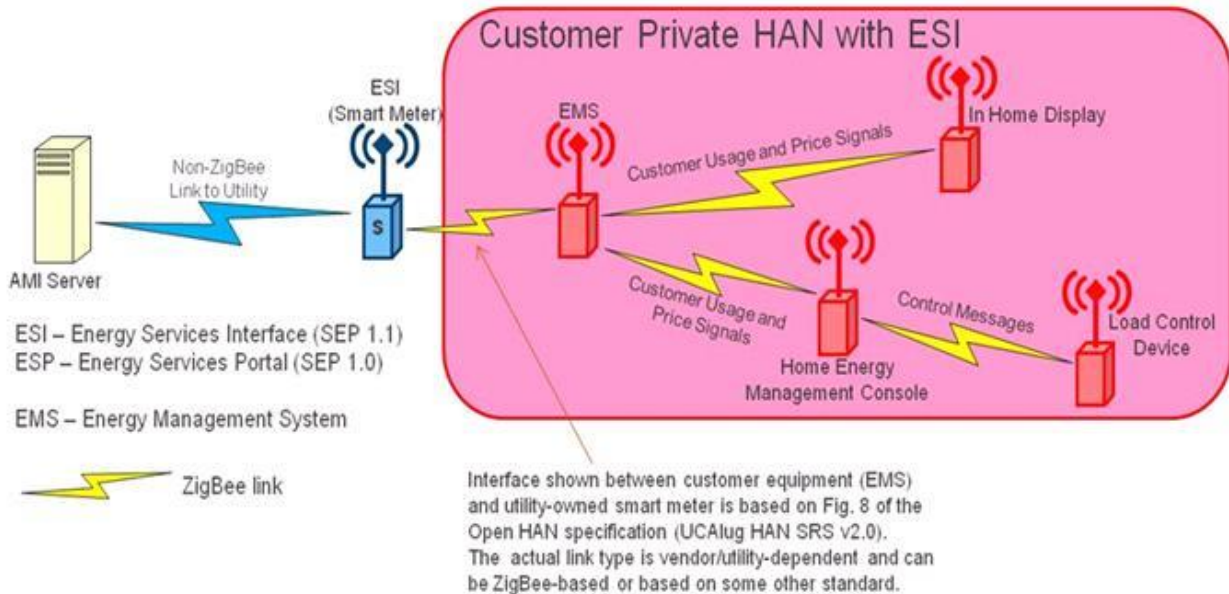 Customer Private HAN with ESI
ESI
(Smart Meter)
EMS
In Home Display
Non-ZigBee
Link to Utility
Customer Usage and Price Signals
S
AMI Server
Customer Usage and
Price Signals
Control Messages
Load Control
Device
Home Energy
Management Console
ESI – Energy Services Interface (SEP 1.1)
ESP – Energy Services Portal (SEP 1.0)
EMS – Energy Management System
ZigBee link
Interface shown between customer equipment (EMS)
and utility-owned smart meter is based on Fig. 8 of the
Open HAN specification (UCAlug HAN SRS v2.0).
The actual link type is vendor/utility-dependent and can
be ZigBee-based or based on some other standard.